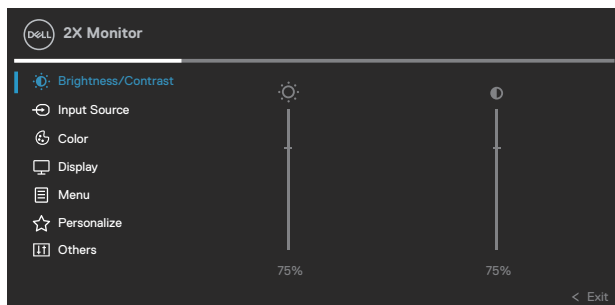 DELL 2X Monitor
Brightness/Contrast
Input Source
Color
Display
Menu
Personalize
Others
75% 75%
< Exit